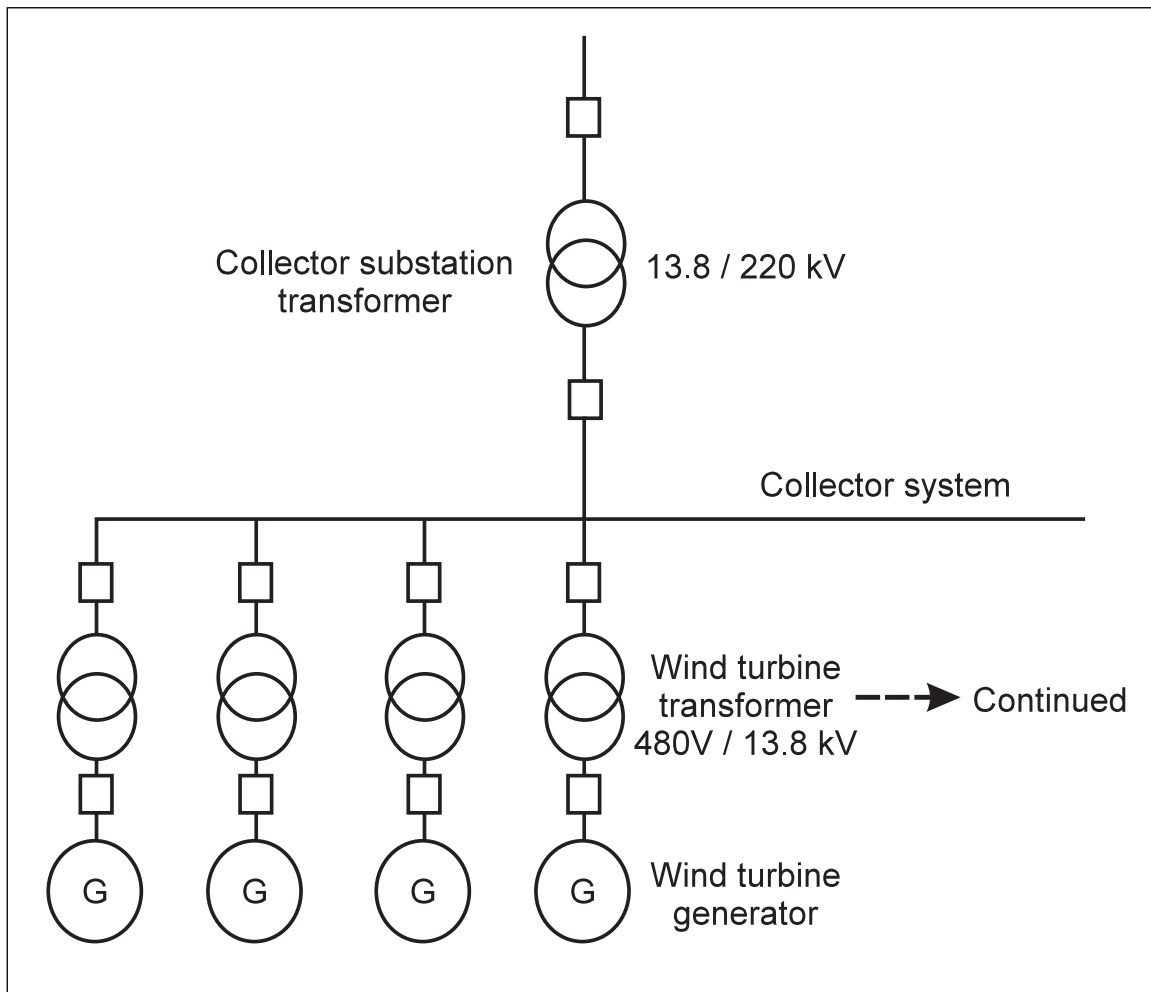 Collector substation
transformer
13.8 / 220 kV
Collector system
Wind turbine
transformer
480V / 13.8 kV
Continued
G
G
G
G
Wind turbine
generator